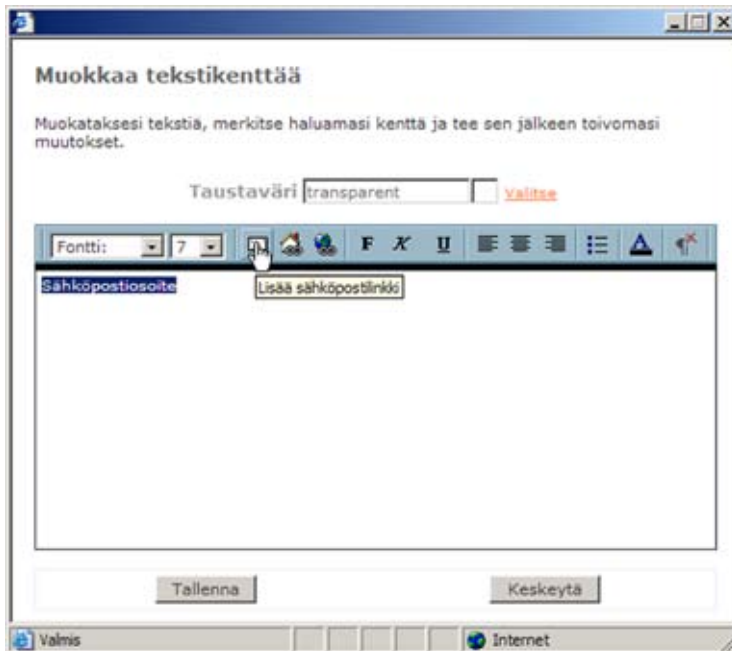 Muokkaa tekstikenttää
Muokataksesi tekstiä, merkitse haluamasi kenttä ja tee sen jälkeen toivomasi
muutokset.
Taustaväri transparent Valitse
Fontti: 7 F K U A
Sähköpostiosoite
Lisää sähköpostilinkki
Tallenna Keskeytä
Valmis Internet